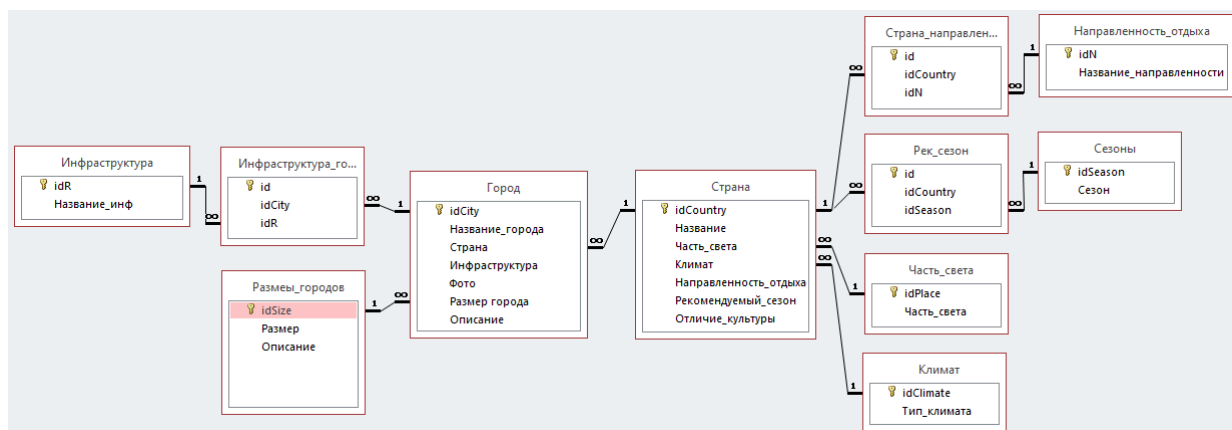 Инфраструктура
idR
Название_инф
1
∞
Инфраструктура_го...
id
idCity
idR
∞
1
Размеы_городов
idSize
Размер
Описание
1
∞
Город
idCity
Название_города
Страна
Инфраструктура
Фото
Размер города
Описание
∞
1
Страна
idCountry
Название
Часть_света
Климат
Направленность_отдыха
Рекомендуемый_сезон
Отличие_культуры
1
∞
∞
Страна_направлен...
id
idCountry
idN
∞
∞
1
Направленность_отдыха
idN
Название_направленности
Рек_сезон
id
idCountry
idSeason
∞
∞
1
Сезоны
idSeason
Сезон
Часть_света
idPlace
Часть_света
1
Климат
idClimate
Тип_климата
1